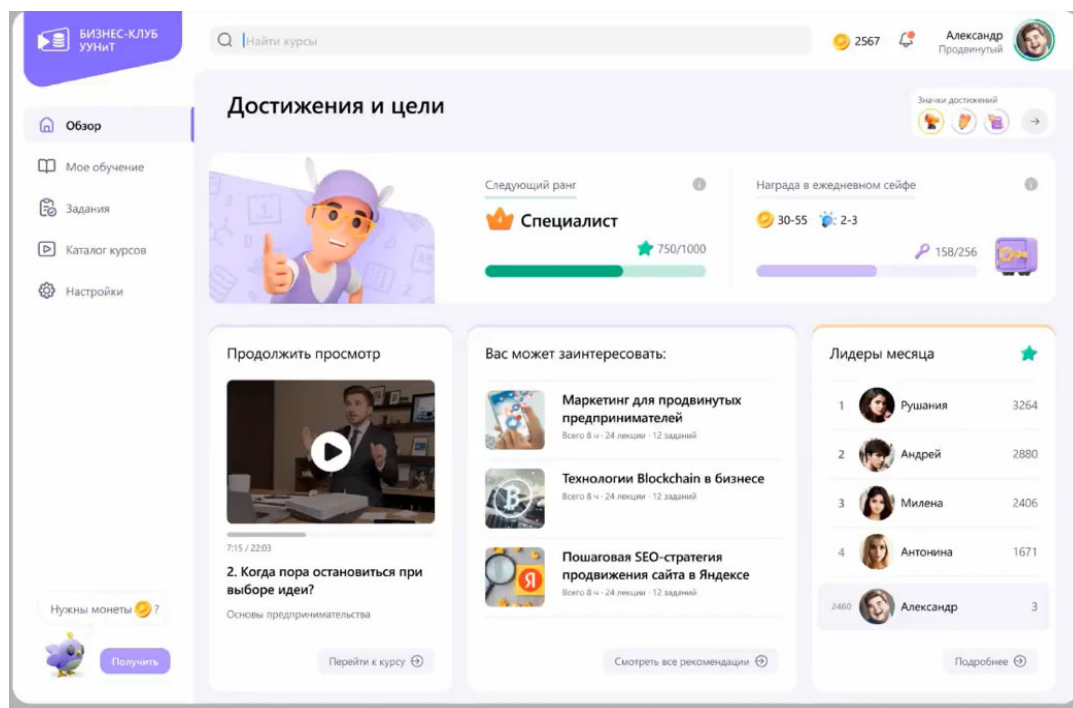 БИЗНЕС-КЛУБ
УУНиТ
Найти курсы
2567
Александр
Продвинутый
Обзор
Мое обучение
Задания
Каталог курсов
Настройки
Нужны монеты ?
Получить
Достижения и цели
Значки достижений
Следующий ранг
4
Специалист
750/1000
Награда в ежедневном сейфе
30-55
2-3
158/256
Продолжить просмотр
7:15 / 22:03
2. Когда пора остановиться при
выборе идеи?
Основы предпринимательства
Перейти к курсу
Вас может заинтересовать:
Маркетинг для продвинутых
предпринимателей
Всего 8 ч · 24 лекции · 12 заданий
Технологии Blockchain в бизнесе
Всего 8 ч · 24 лекции · 12 заданий
Я
Пошаговая SEO-стратегия
продвижения сайта в Яндексе
Всего 8 ч · 24 лекции · 12 заданий
Смотреть все рекомендации
Лидеры месяца
1 Рушания 3264
2 Андрей 2880
3 Милена 2406
4 Антонина 1671
2460 Александр 3
Подробнее